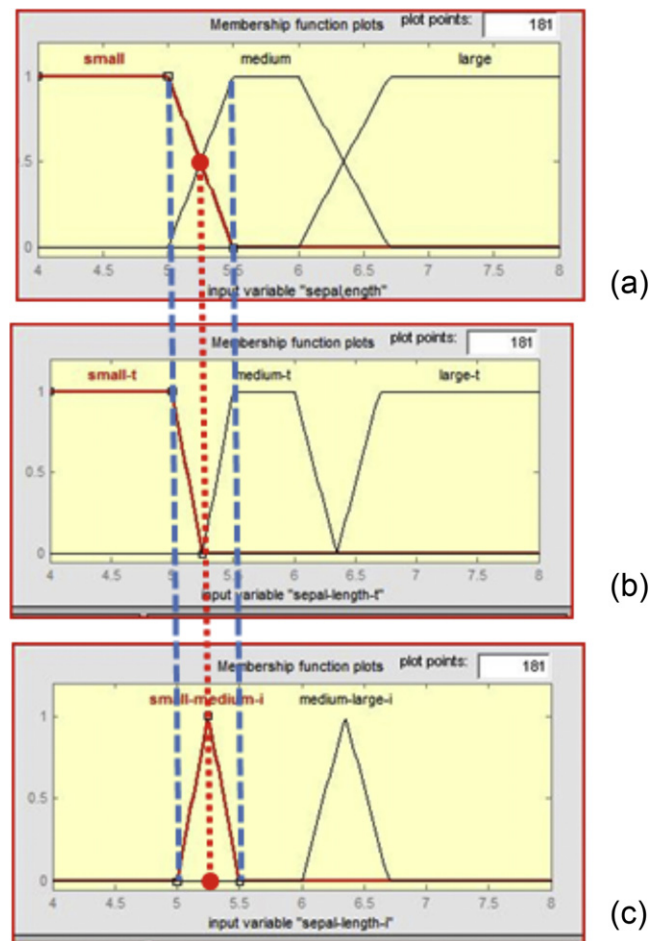 Membership function plots plot points: 181
small medium large
1
0.5
0
4 4.5 5 5.5 6 6.5 7 7.5 8
input variable "sepalLength"
(a)
Membership function plots plot points: 181
small-t medium-t large-t
1
0.5
0
4 4.5 5 5.5 6 6.5 7 7.5 8
input variable "sepal-length-t"
(b)
Membership function plots plot points: 181
small-medium-i medium-large-i
1
0.5
0
4 4.5 5 5.5 6 6.5 7 7.5 8
input variable "sepal-length-i"
(c)